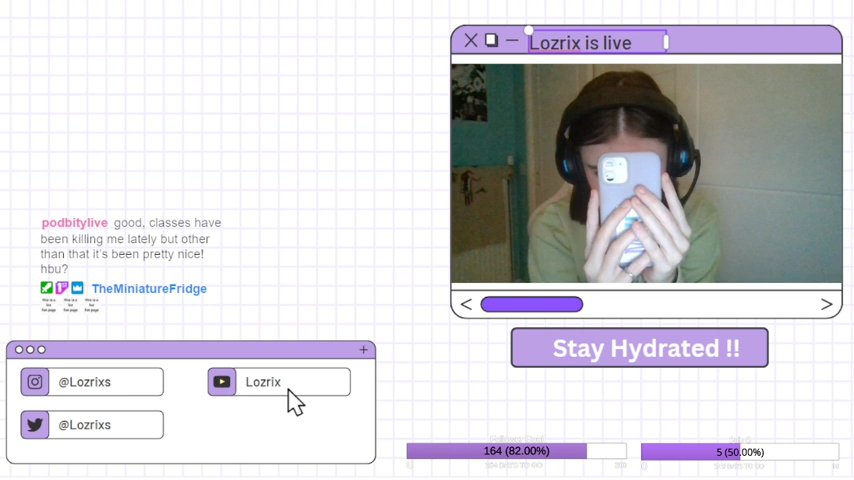 Lozrix is live
podbitylive good, classes have
been killing me lately but other
than that it's been pretty nice!
hbu?
TheMiniatureFridge
Stay Hydrated !!
@Lozrixs
Lozrix
@Lozrixs
164 (82.00%)
5 (50.00%)